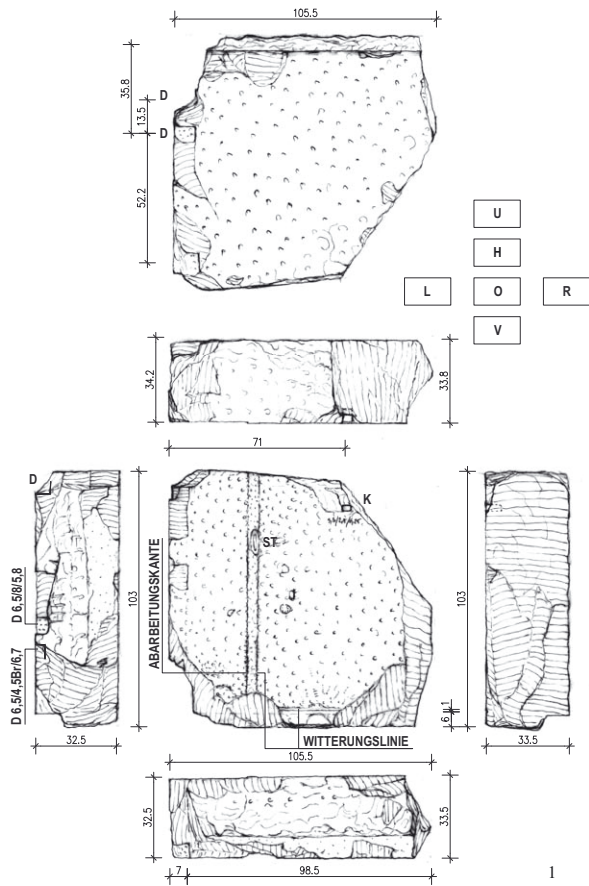 105.5
35.8
13.5
D
D
52.2
U
H
L O R
V
34.2
33.8
71
D
K
ST
103
ABARBEITUNGSKANTE
103
D 6,5/8/5,8
D 6,5/4,5Br/6,7
1
6
WITTERUNGSLINIE
32.5
105.5
33.5
32.5
33.5
7
98.5
1